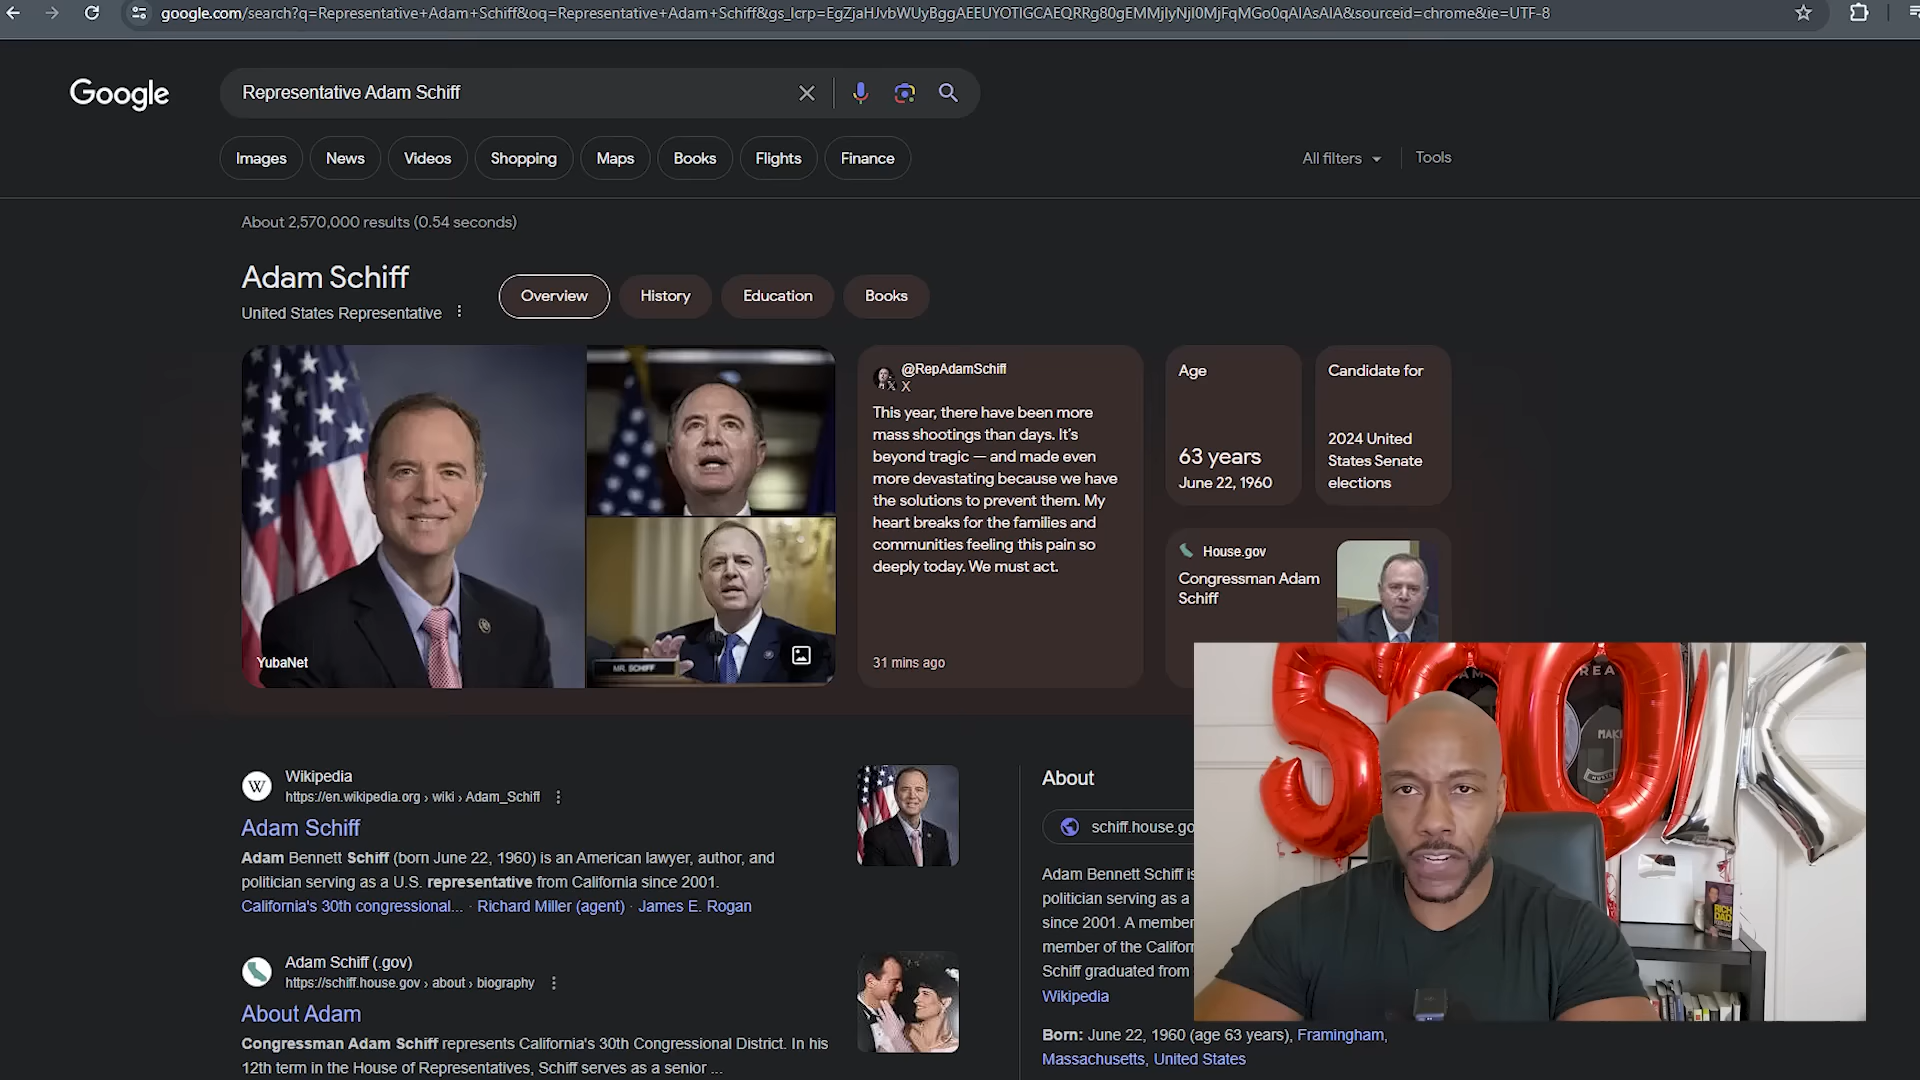 google.com/search?q=Representative+Adam+Schiff&oq=Representative+Adam+Schiff&gs_lcrp=EgZjaHJvbWUyBggAEEUYOTIGCAEQRRg80gEMMjIyNjI0MjFqMGo0qAIAsAIA&sourceid=chrome&ie=UTF-8
Google
Representative Adam Schiff
Images
News
Videos
Shopping
Maps
Books
Flights
Finance
All filters
Tools
About 2,570,000 results (0.54 seconds)
Adam Schiff
United States Representative
Overview
History
Education
Books
YubaNet
MR. SCHIFF
@RepAdamSchiff
X
This year, there have been more
mass shootings than days. It's
beyond tragic — and made even
more devastating because we have
the solutions to prevent them. My
heart breaks for the families and
communities feeling this pain so
deeply today. We must act.
31 mins ago
Age
63 years
June 22, 1960
Candidate for
2024 United
States Senate
elections
House.gov
Congressman Adam
Schiff
W
Wikipedia
https://en.wikipedia.org › wiki › Adam_Schiff
Adam Schiff
Adam Bennett Schiff (born June 22, 1960) is an American lawyer, author, and
politician serving as a U.S. representative from California since 2001.
California's 30th congressional... · Richard Miller (agent) · James E. Rogan
Adam Schiff (.gov)
https://schiff.house.gov › about › biography
About Adam
Congressman Adam Schiff represents California's 30th Congressional District. In his
12th term in the House of Representatives, Schiff serves as a senior ...
About
schiff.house.go
Adam Bennett Schiff is
politician serving as a
since 2001. A member
member of the Californ
Schiff graduated from
Wikipedia
Born: June 22, 1960 (age 63 years), Framingham,
Massachusetts, United States
500K
MAK
RICH
DAD